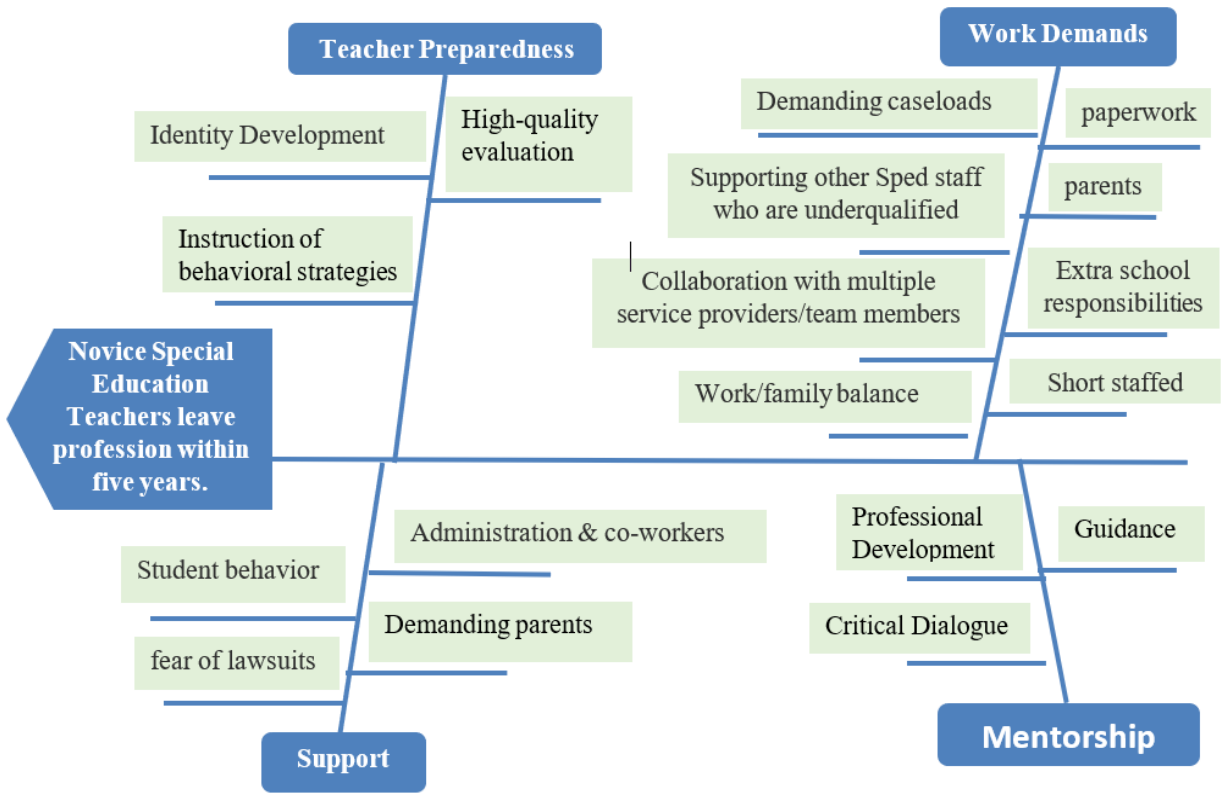 Teacher Preparedness
Work Demands
Identity Development
High-quality
evaluation
Instruction of
behavioral strategies
Demanding caseloads
paperwork
Supporting other Sped staff
who are underqualified
parents
Collaboration with multiple
service providers/team members
Extra school
responsibilities
Work/family balance
Short staffed
Novice Special
Education
Teachers leave
profession within
five years.
Administration & co-workers
Student behavior
Demanding parents
fear of lawsuits
Support
Professional
Development
Guidance
Critical Dialogue
Mentorship